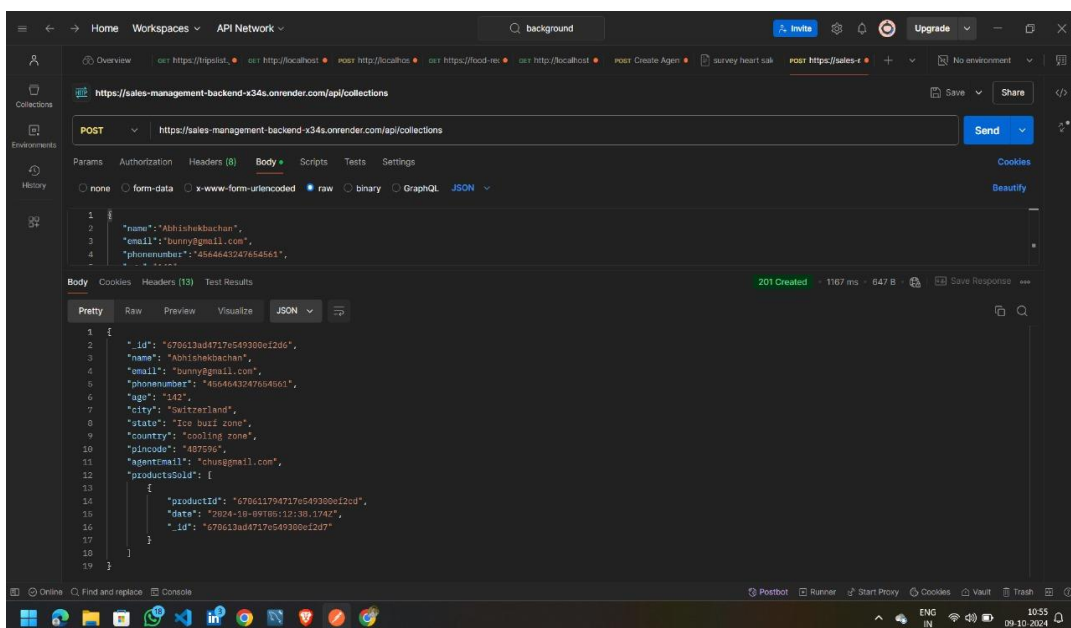 Home Workspaces API Network background Invite Upgrade
Overview GET https://tripslist, GET http://localhost POST http://localhos GET https://food-rec GET http://localhost POST Create Agen survey heart sale POST https://sales- No environment
HTTP https://sales-management-backend-x34s.onrender.com/api/collections Save Share
Collections
POST https://sales-management-backend-x34s.onrender.com/api/collections Send
Environments
Params Authorization Headers (8) Body Scripts Tests Settings Cookies
History
none form-data x-www-form-urlencoded raw binary GraphQL JSON Beautify
1 {
2 "name":"Abhishekbachan",
3 "email":"bunny@gmail.com",
4 "phonenumber":"4564643247654561",
Body Cookies Headers (13) Test Results 201 Created 1167 ms 647 B Save Response
Pretty Raw Preview Visualize JSON
1 {
2 "_id": "670613ad4717e549300ef2d6",
3 "name": "Abhishekbachan",
4 "email": "bunny@gmail.com",
5 "phonenumber": "4564643247654561",
6 "age": "142",
7 "city": "Switzerland",
8 "state": "Ice burf zone",
9 "country": "cooling zone",
10 "pincode": "487596",
11 "agentEmail": "chus@gmail.com",
12 "productsSold": [
13 {
14 "productId": "670611794717e549300ef2cd",
15 "date": "2024-10-09T05:12:38.174Z",
16 "_id": "670613ad4717e549300ef2d7"
17 }
18 ]
19 }
Online Find and replace Console Postbot Runner Start Proxy Cookies Vault Trash
18 3 ENG 10:55
IN 09-10-2024